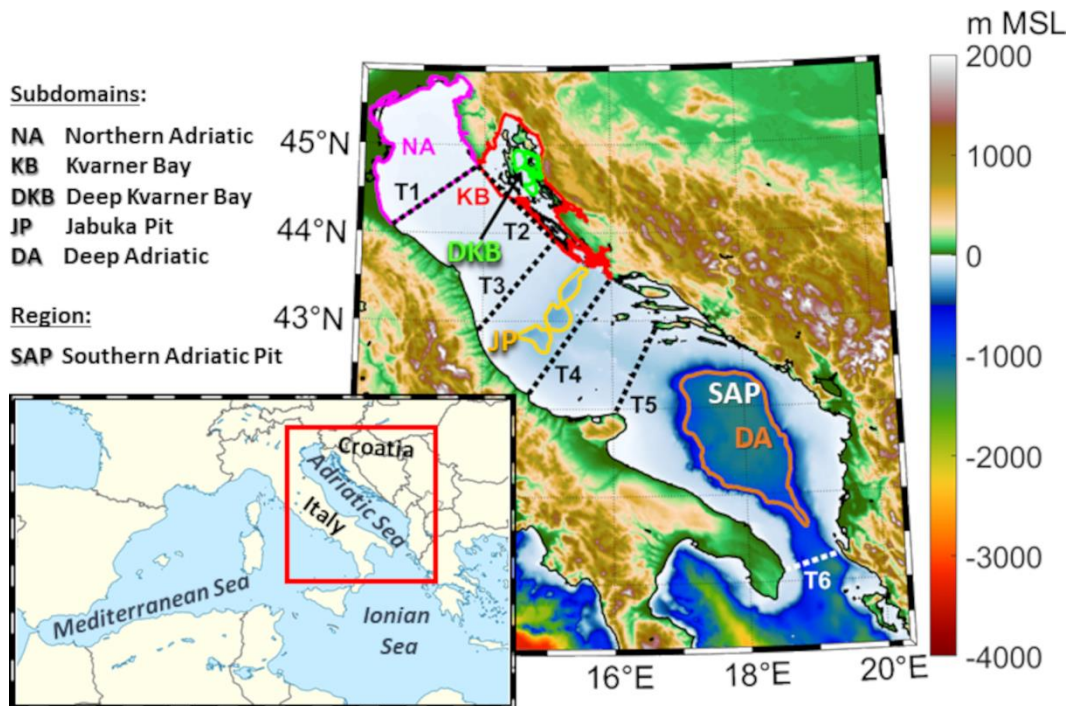 m MSL
Subdomains:
NA Northern Adriatic
KB Kvarner Bay
DKB Deep Kvarner Bay
JP Jabuka Pit
DA Deep Adriatic
Region:
SAP Southern Adriatic Pit
45°N
44°N
43°N
NA
T1
KB
T2
DKB
T3
JP
T4
T5
SAP
DA
T6
16°E
18°E
20°E
2000
1000
0
-1000
-2000
-3000
-4000
Croatia
Adriatic Sea
Italy
Mediterranean Sea
Ionian
Sea